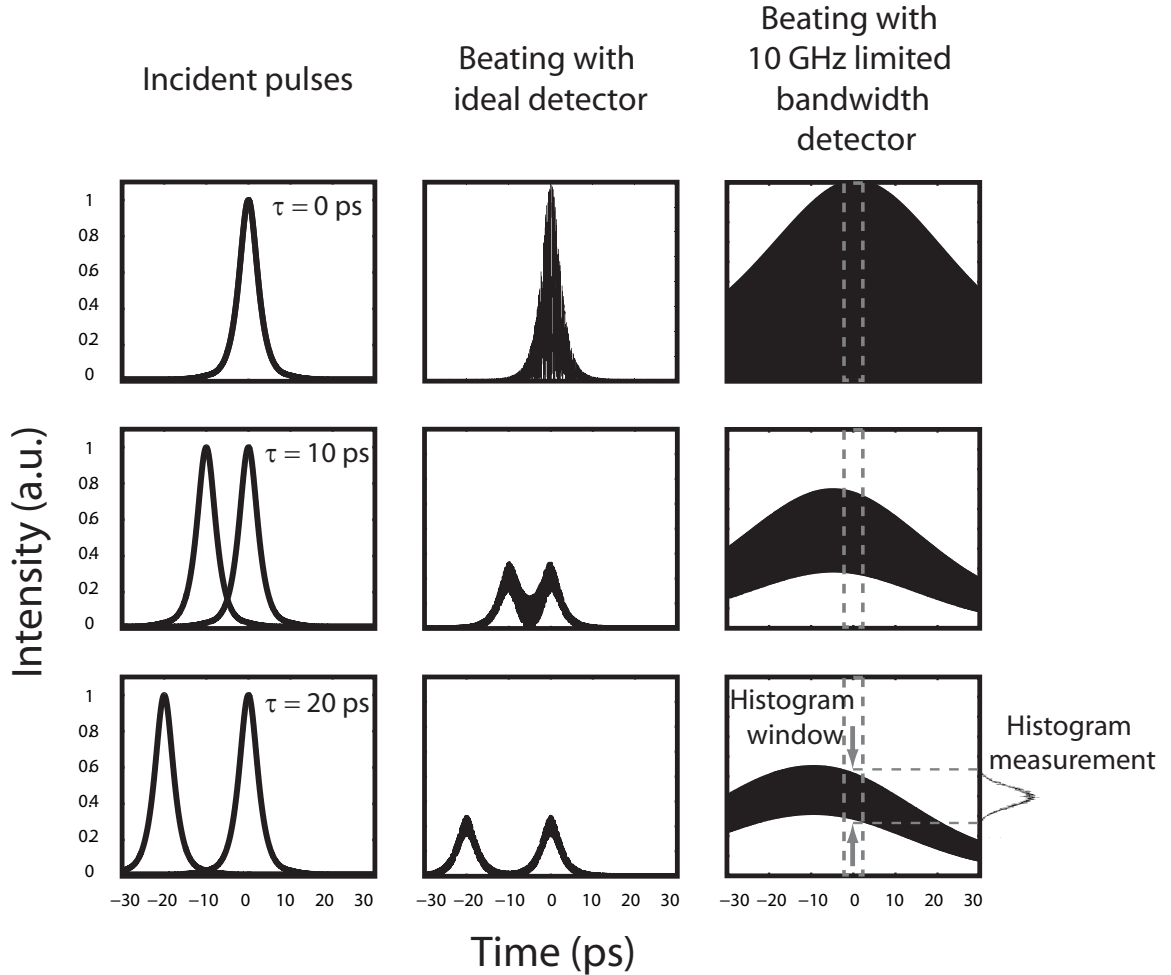 Incident pulses
Beating with
ideal detector
Beating with
10 GHz limited
bandwidth
detector
Intensity (a.u.)
1
0.8
0.6
0.4
0.2
0
τ = 0 ps
1
0.8
0.6
0.4
0.2
0
τ = 10 ps
1
0.8
0.6
0.4
0.2
0
τ = 20 ps
Histogram
window
Histogram
measurement
−30 −20 −10 0 10 20 30
−30 −20 −10 0 10 20 30
−30 −20 −10 0 10 20 30
Time (ps)